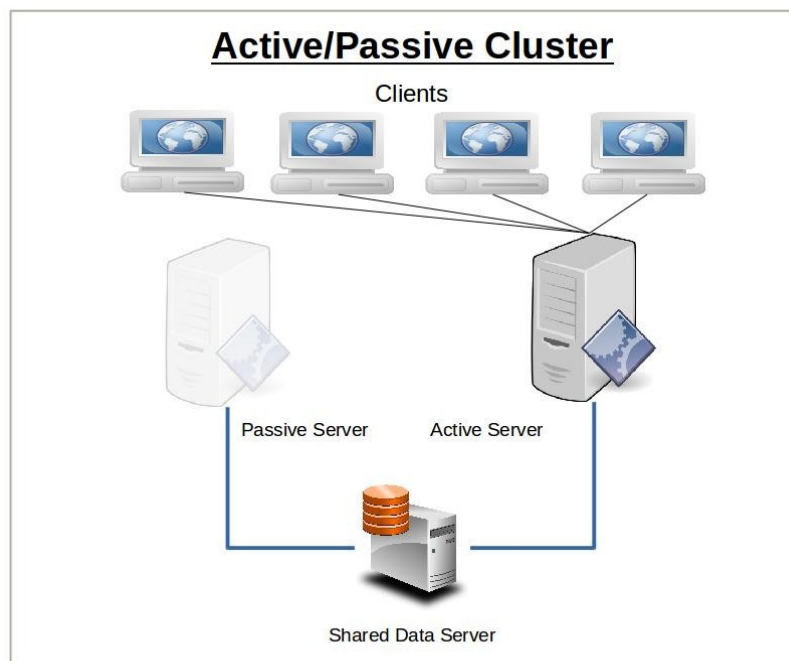 Active/Passive Cluster
Clients
Passive Server
Active Server
Shared Data Server